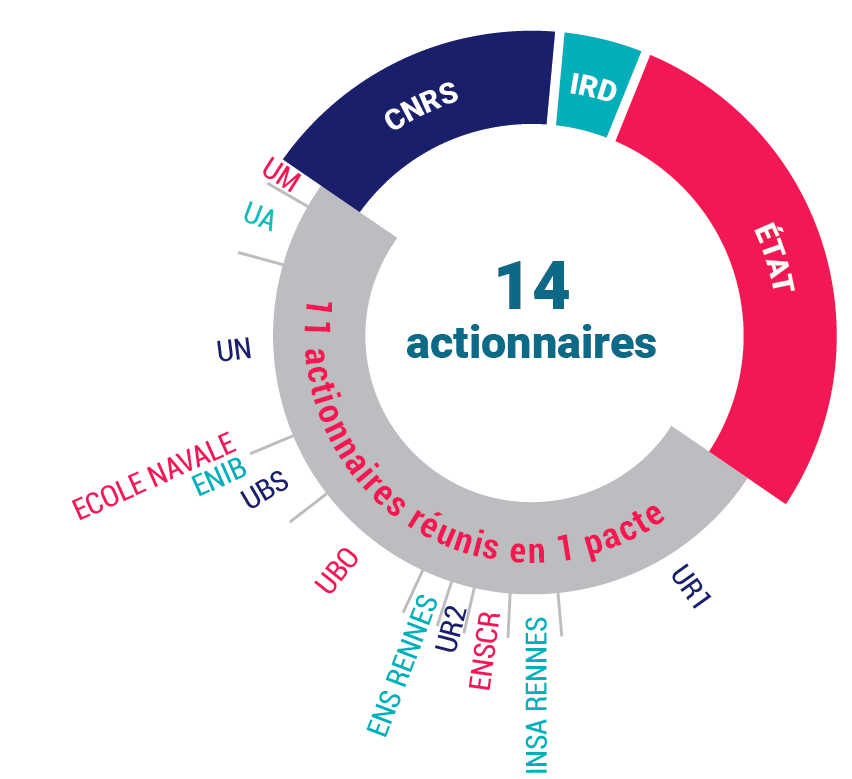 CNRS
IRD
ÉTAT
14
actionnaires
11 actionnaires réunis en 1 pacte
UM
UA
UN
ECOLE NAVALE
ENIB
UBS
UBO
ENS RENNES
UR2
ENSCR
INSA RENNES
UR1